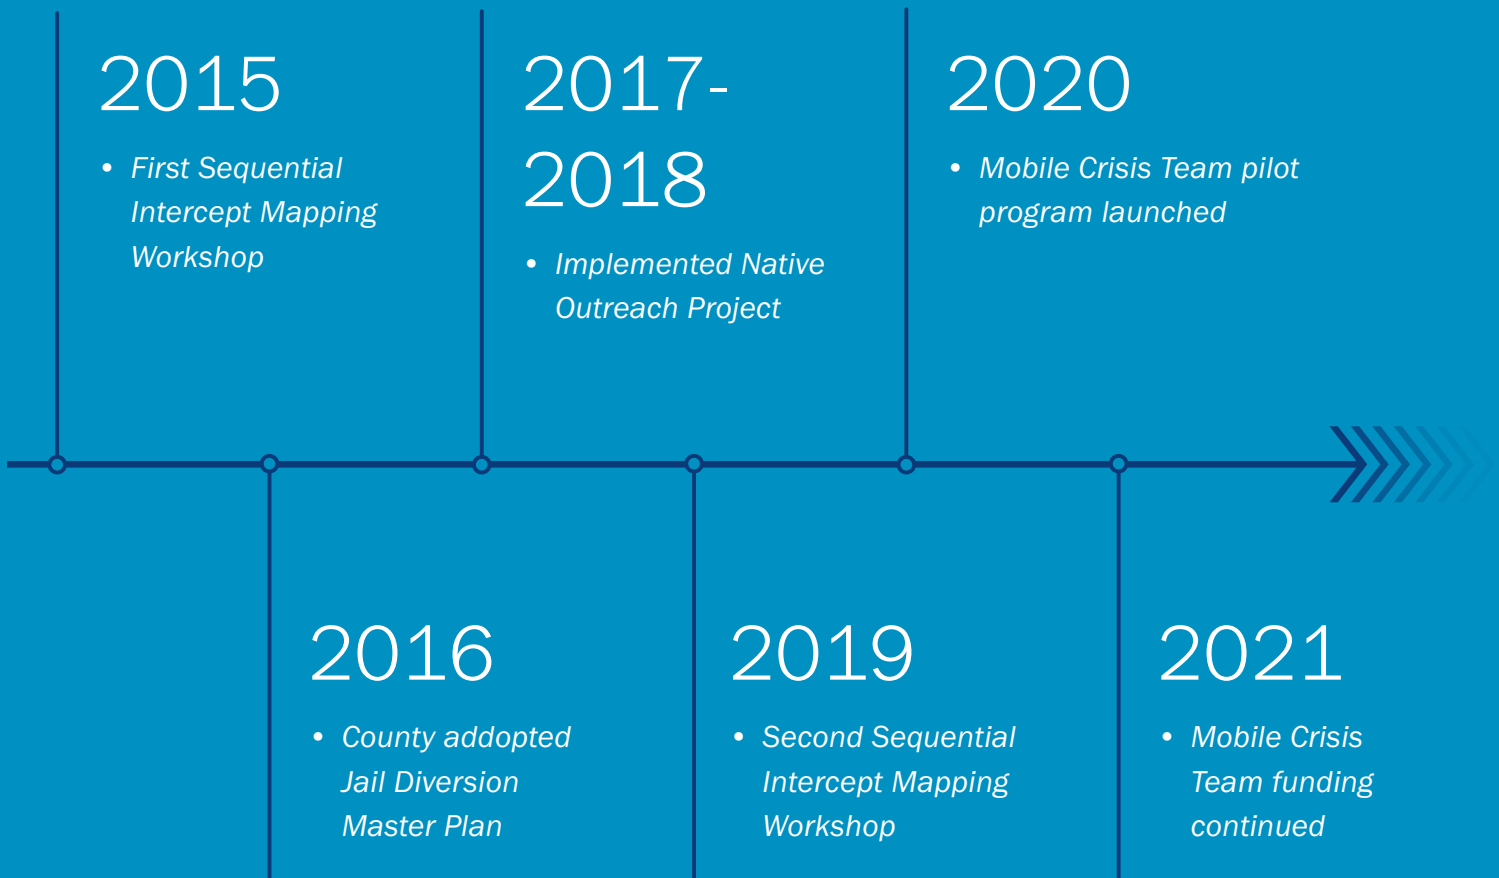 2015
• First Sequential
Intercept Mapping
Workshop
2017-
2018
• Implemented Native
Outreach Project
2020
• Mobile Crisis Team pilot
program launched
2016
• County addopted
Jail Diversion
Master Plan
2019
• Second Sequential
Intercept Mapping
Workshop
2021
• Mobile Crisis
Team funding
continued